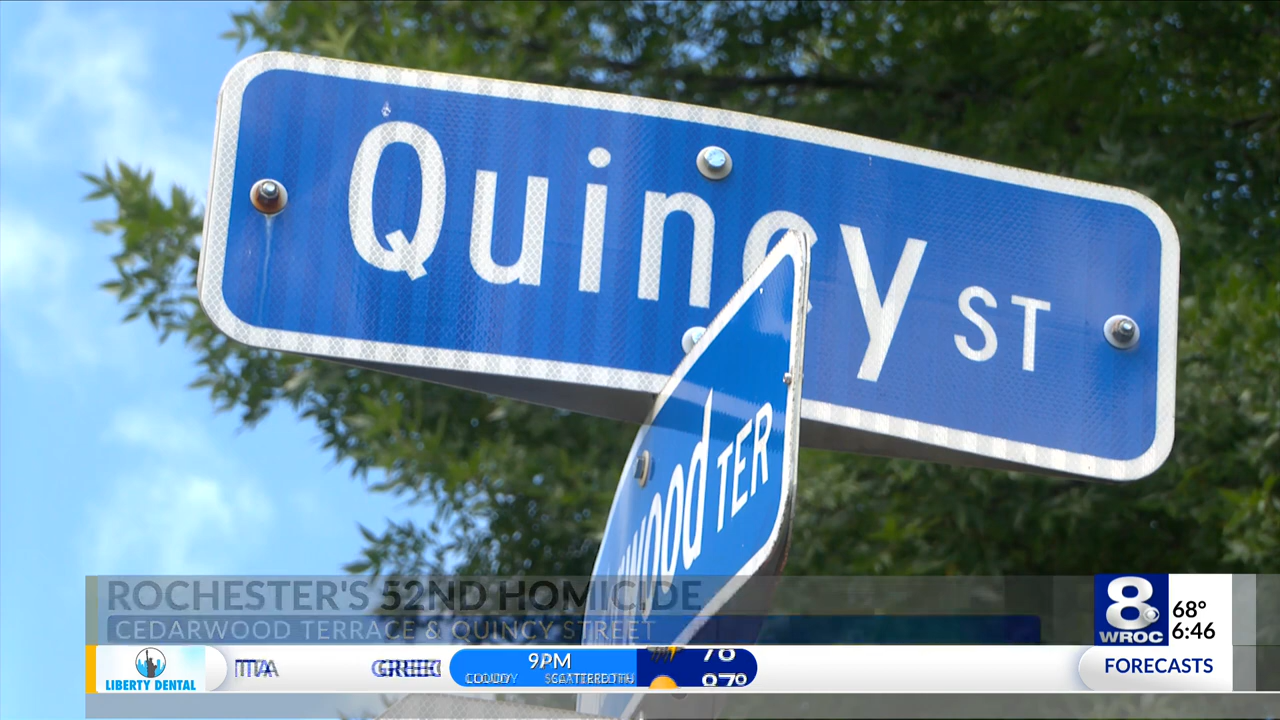 Quincy ST
wood TER
ROCHESTER'S 52ND HOMICIDE
CEDARWOOD TERRACE & QUINCY STREET
8
WROC
68°
6:46
LIBERTY DENTAL
9PM
CLOUDY
FORECASTS